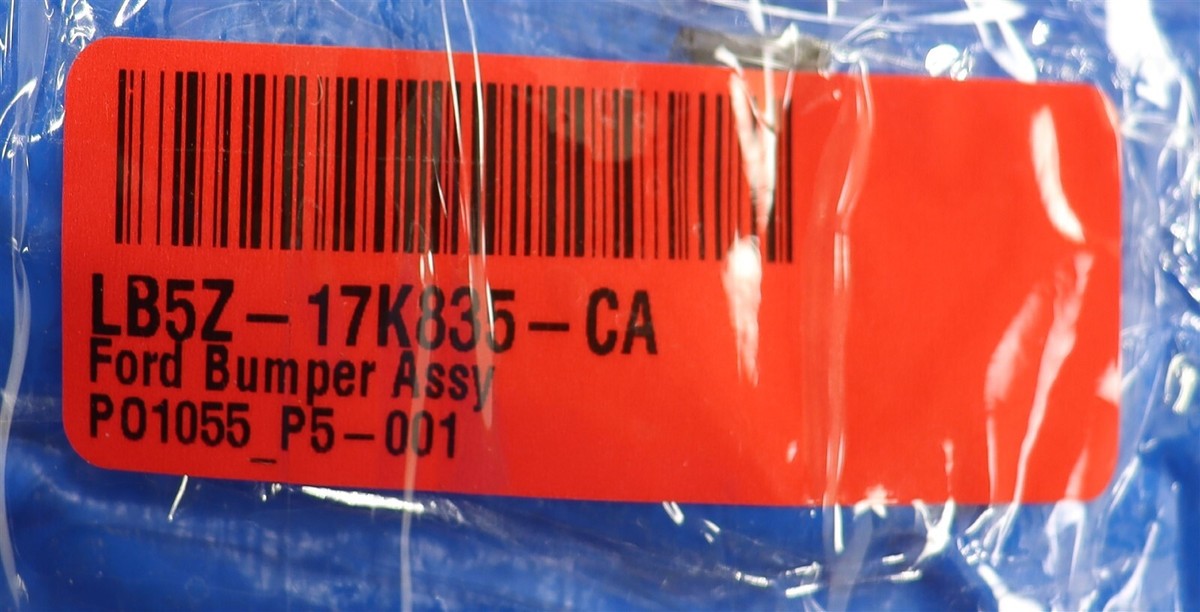 LB5Z-17K835-CA
Ford Bumper Assy
PO1055_P5-001